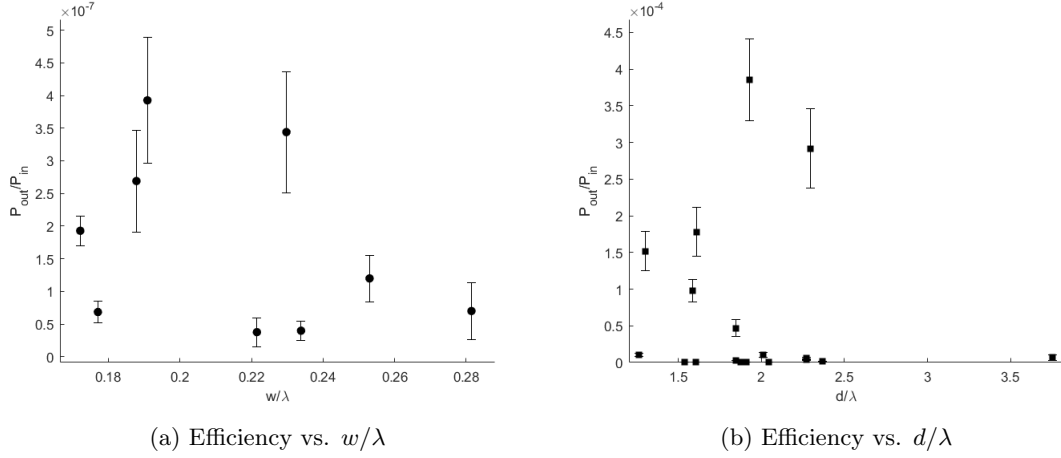 ×10⁻⁷
5
4.5
4
3.5
3
2.5
2
1.5
1
0.5
0
P_out/P_in
0.18 0.2 0.22 0.24 0.26 0.28
w/λ
(a) Efficiency vs. w/λ
×10⁻⁴
4.5
4
3.5
3
2.5
2
1.5
1
0.5
0
P_out/P_in
1.5 2 2.5 3 3.5
d/λ
(b) Efficiency vs. d/λ